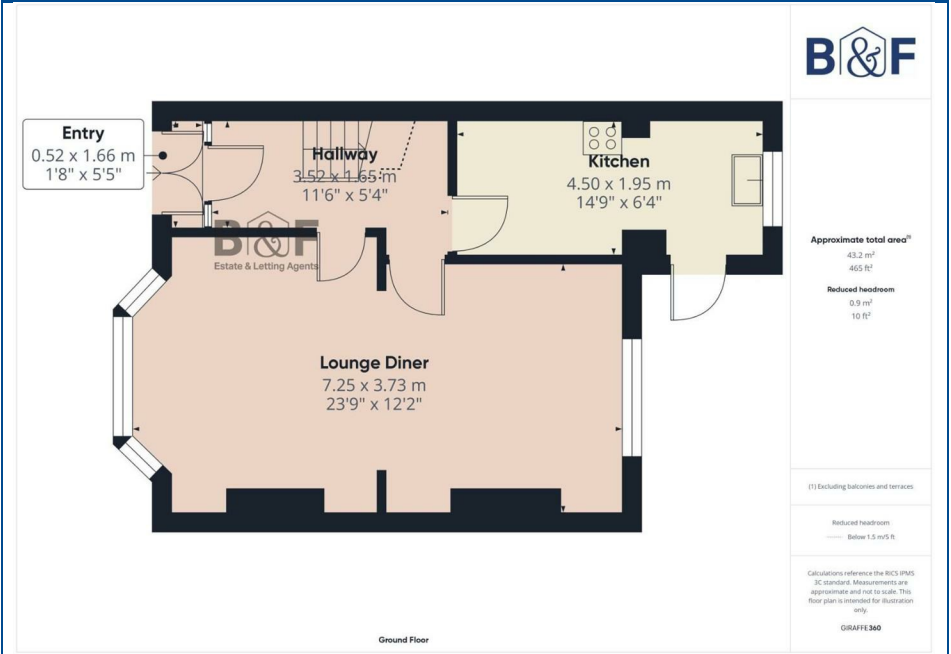 B&F
Entry
0.52 x 1.66 m
1'8" x 5'5"
Hallway
3.52 x 1.65 m
11'6" x 5'4"
Kitchen
4.50 x 1.95 m
14'9" x 6'4"
B&F
Estate & Letting Agents
Lounge Diner
7.25 x 3.73 m
23'9" x 12'2"
Ground Floor
Approximate total area(1)
43.2 m²
465 ft²
Reduced headroom
0.9 m²
10 ft²
(1) Excluding balconies and terraces
Reduced headroom
Below 1.5 m/5 ft
Calculations reference the RICS IPMS
3C standard. Measurements are
approximate and not to scale. This
floor plan is intended for illustration
only.
GIRAFFE360